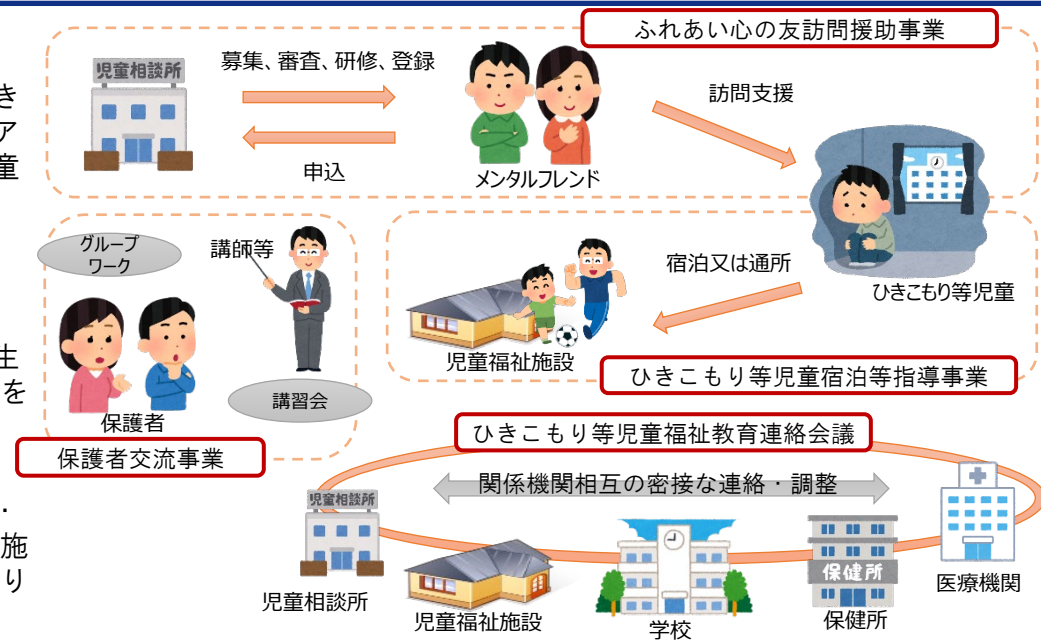 ふれあい心の友訪問援助事業
児童相談所
募集、審査、研修、登録
申込
メンタルフレンド
訪問支援
き
ア
童
グループ
ワーク
講師等
保護者
講習会
保護者交流事業
宿泊又は通所
ひきこもり等児童
児童福祉施設
ひきこもり等児童宿泊等指導事業
生
を
ひきこもり等児童福祉教育連絡会議
関係機関相互の密接な連絡・調整
・
施
り
児童相談所
児童相談所
児童福祉施設
学校
保健所
保健所
医療機関